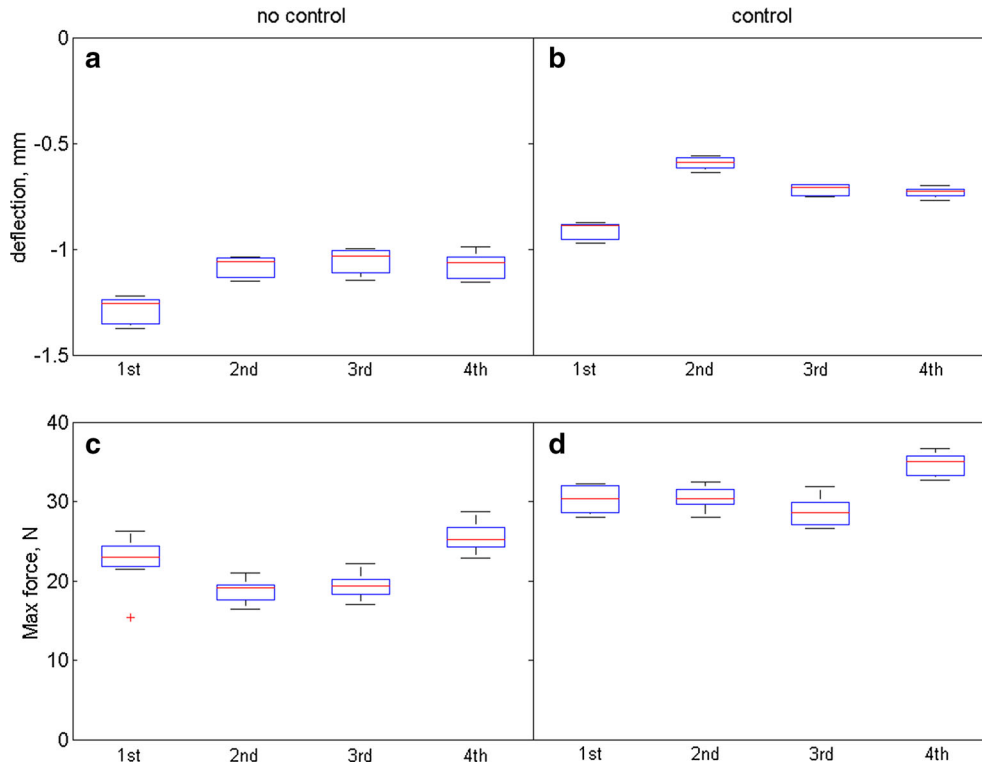 no control control
0 a b
-0.5
-1
-1.5
deflection, mm
1st 2nd 3rd 4th 1st 2nd 3rd 4th
40 c d
30
20
10
0
Max force, N
1st 2nd 3rd 4th 1st 2nd 3rd 4th